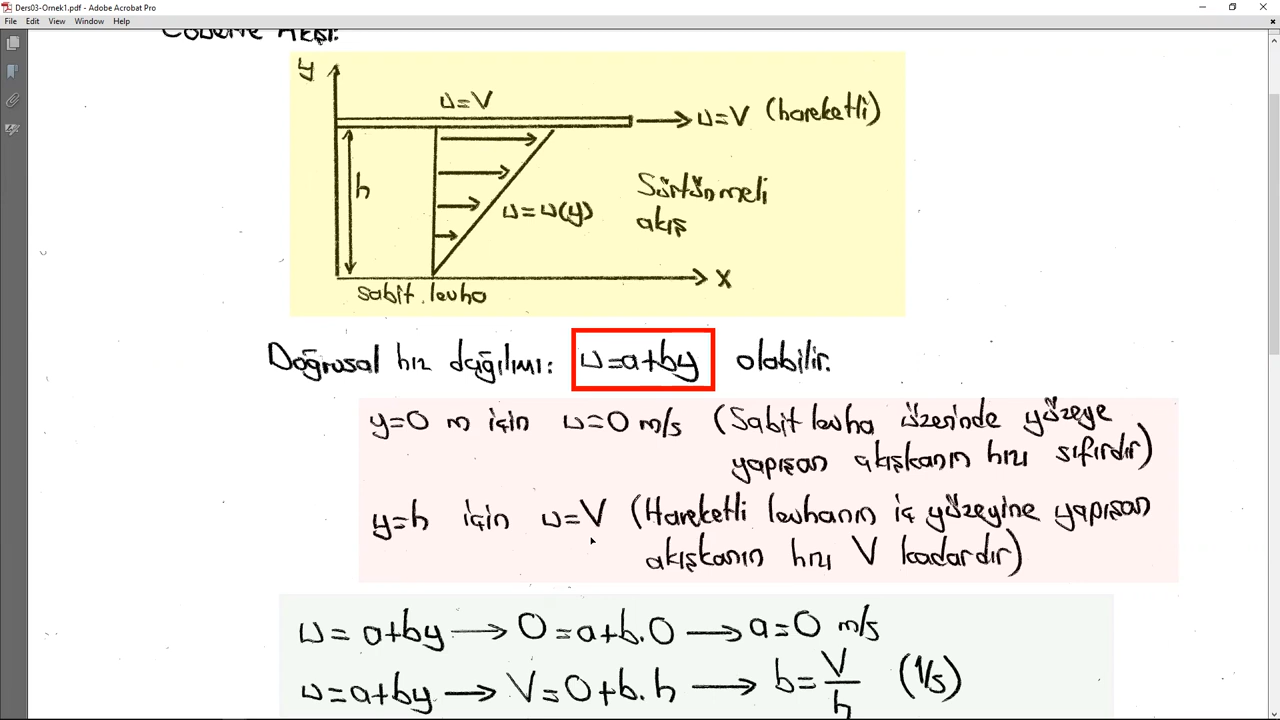 Ders03-Ornek1.pdf - Adobe Acrobat Pro
File Edit View Window Help
y
u=V
u=V (hareketli)
h
Sürtünmeli
akış
u=u(y)
x
sabit levha
Doğrusal hız dağılımı: u=a+by olabilir.
y=0 m için u=0 m/s (Sabit levha üzerinde yüzeye
yapışan akışkanın hızı sıfırdır)
y=h için u=V (Hareketli levhanın iç yüzeyine yapışan
akışkanın hızı V kadardır)
u= a+by → 0=a+b.0 → a=0 m/s
u=a+by → V=0+b.h → b=V/h (1/s)